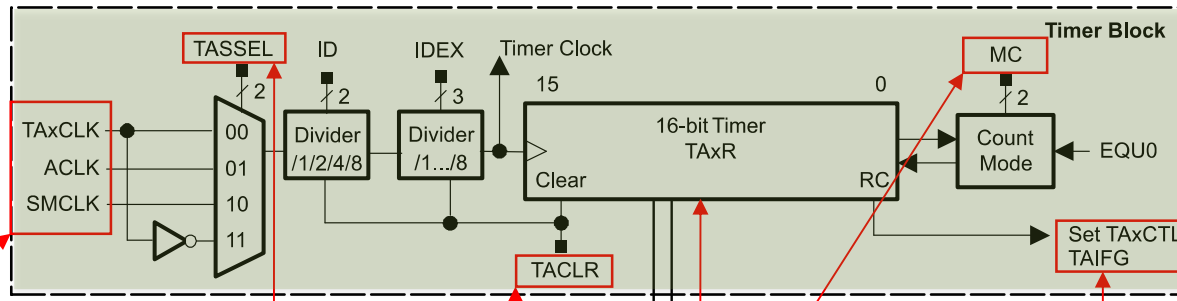 Timer Block
TASSEL
ID
IDEX
Timer Clock
15
0
MC
2
2
3
2
TAxCLK
ACLK
SMCLK
00
01
10
11
Divider
/1/2/4/8
Divider
/1.../8
16-bit Timer
TAxR
Clear
RC
Count
Mode
EQU0
TACLR
Set TAxCTL
TAIFG